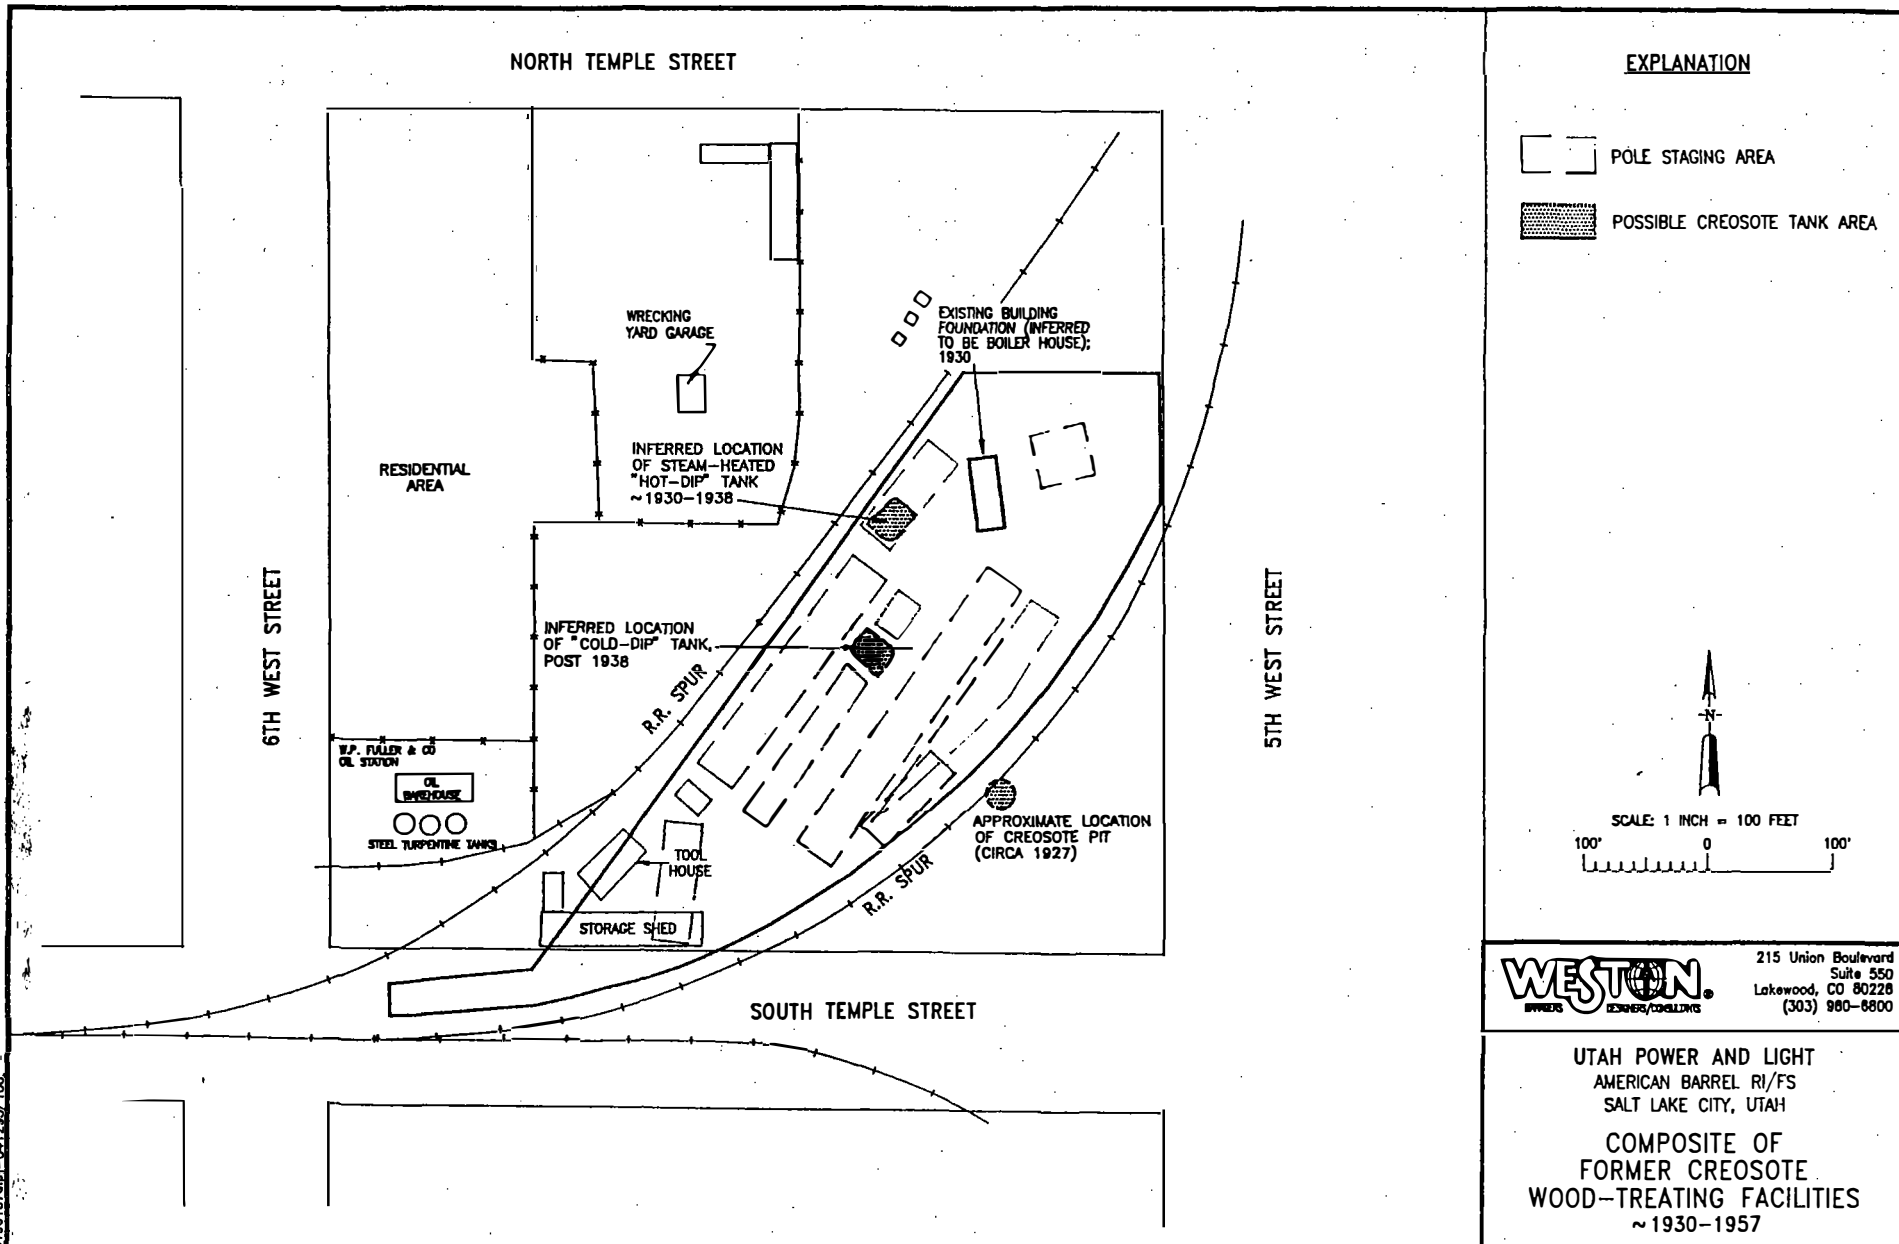 NORTH TEMPLE STREET
EXPLANATION
POLE STAGING AREA
POSSIBLE CREOSOTE TANK AREA
WRECKING
YARD GARAGE
EXISTING BUILDING
FOUNDATION (INFERRED
TO BE BOILER HOUSE);
1930
RESIDENTIAL
AREA
INFERRED LOCATION
OF STEAM-HEATED
"HOT-DIP" TANK
~1930-1938
6TH WEST STREET
5TH WEST STREET
INFERRED LOCATION
OF "COLD-DIP" TANK,
POST 1938
R.R. SPUR
W.P. FULLER & CO
OIL STATION
OIL
WAREHOUSE
STEEL TURPENTINE TANKS
TOOL
HOUSE
STORAGE SHED
APPROXIMATE LOCATION
OF CREOSOTE PIT
(CIRCA 1927)
R.R. SPUR
SOUTH TEMPLE STREET
N
SCALE: 1 INCH = 100 FEET
100' 0 100'
WESTON
DESIGNERS/CONSULTANTS
215 Union Boulevard
Suite 550
Lakewood, CO 80228
(303) 980-6800
UTAH POWER AND LIGHT
AMERICAN BARREL RI/FS
SALT LAKE CITY, UTAH
COMPOSITE OF
FORMER CREOSOTE
WOOD-TREATING FACILITIES
~1930-1957